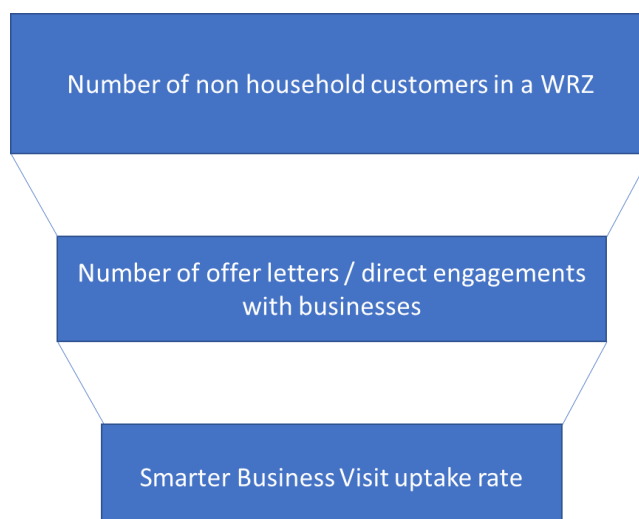 Number of non household customers in a WRZ
Number of offer letters / direct engagements
with businesses
Smarter Business Visit uptake rate